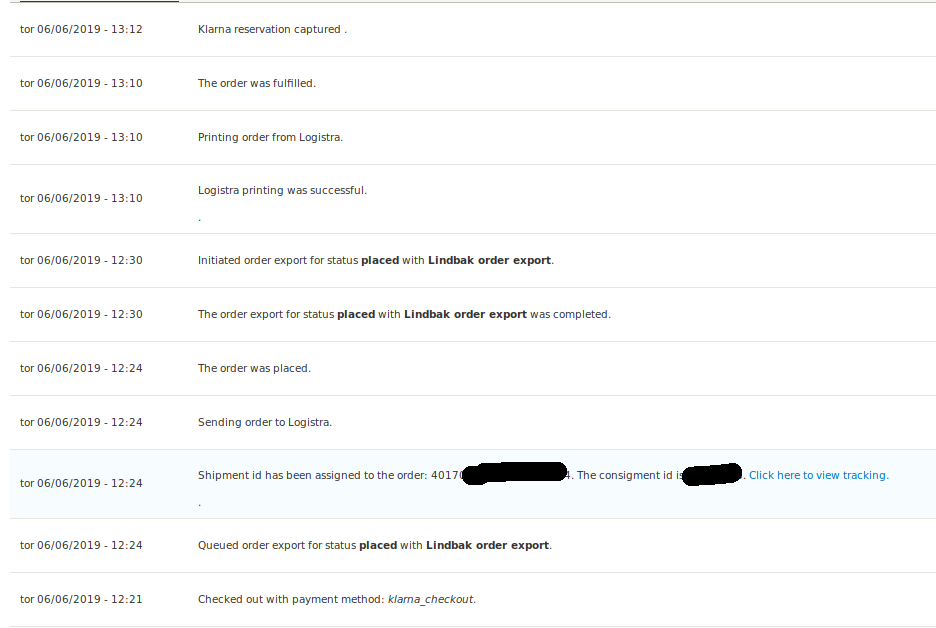 tor 06/06/2019 - 13:12 Klarna reservation captured .
tor 06/06/2019 - 13:10 The order was fulfilled.
tor 06/06/2019 - 13:10 Printing order from Logistra.
tor 06/06/2019 - 13:10 Logistra printing was successful.
.
tor 06/06/2019 - 12:30 Initiated order export for status placed with Lindbak order export.
tor 06/06/2019 - 12:30 The order export for status placed with Lindbak order export was completed.
tor 06/06/2019 - 12:24 The order was placed.
tor 06/06/2019 - 12:24 Sending order to Logistra.
tor 06/06/2019 - 12:24 Shipment id has been assigned to the order: 4017 . The consigment id is . Click here to view tracking.
.
tor 06/06/2019 - 12:24 Queued order export for status placed with Lindbak order export.
tor 06/06/2019 - 12:21 Checked out with payment method: klarna_checkout.